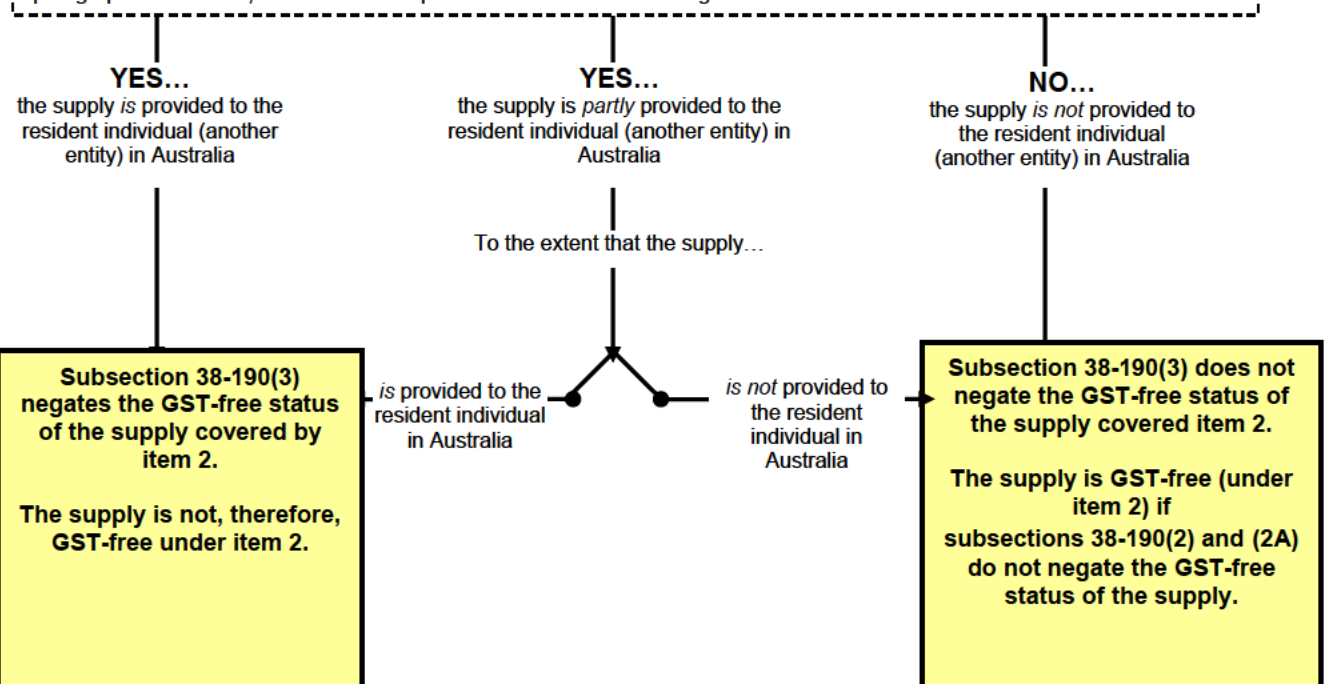 YES…
the supply is provided to the
resident individual (another
entity) in Australia
YES…
the supply is partly provided to the
resident individual (another entity) in
Australia
NO…
the supply is not provided to
the resident individual
(another entity) in Australia
To the extent that the supply…
is provided to the
resident individual
in Australia
is not provided to
the resident
individual in
Australia
Subsection 38-190(3)
negates the GST-free status
of the supply covered by
item 2.
The supply is not, therefore,
GST-free under item 2.
Subsection 38-190(3) does not
negate the GST-free status of
the supply covered item 2.
The supply is GST-free (under
item 2) if
subsections 38-190(2) and (2A)
do not negate the GST-free
status of the supply.